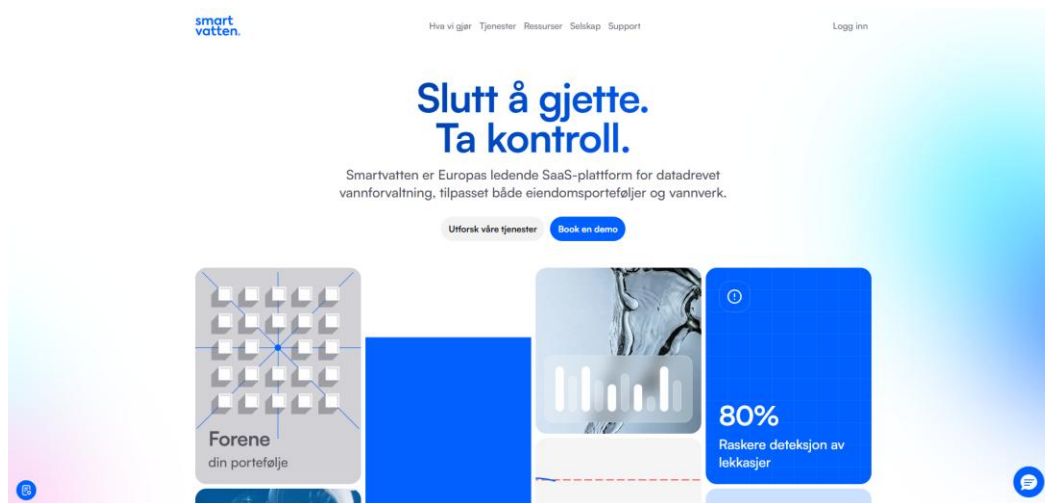 smart
vatten.
Hva vi gjør Tjenester Ressurser Selskap Support
Logg inn
Slutt å gjette.
Ta kontroll.
Smartvatten er Europas ledende SaaS-plattform for datadrevet
vannforvaltning, tilpasset både eiendomsporteføljer og vannverk.
Utforsk våre tjenester
Book en demo
Forene
din portefølje
80%
Raskere deteksjon av
lekkasjer